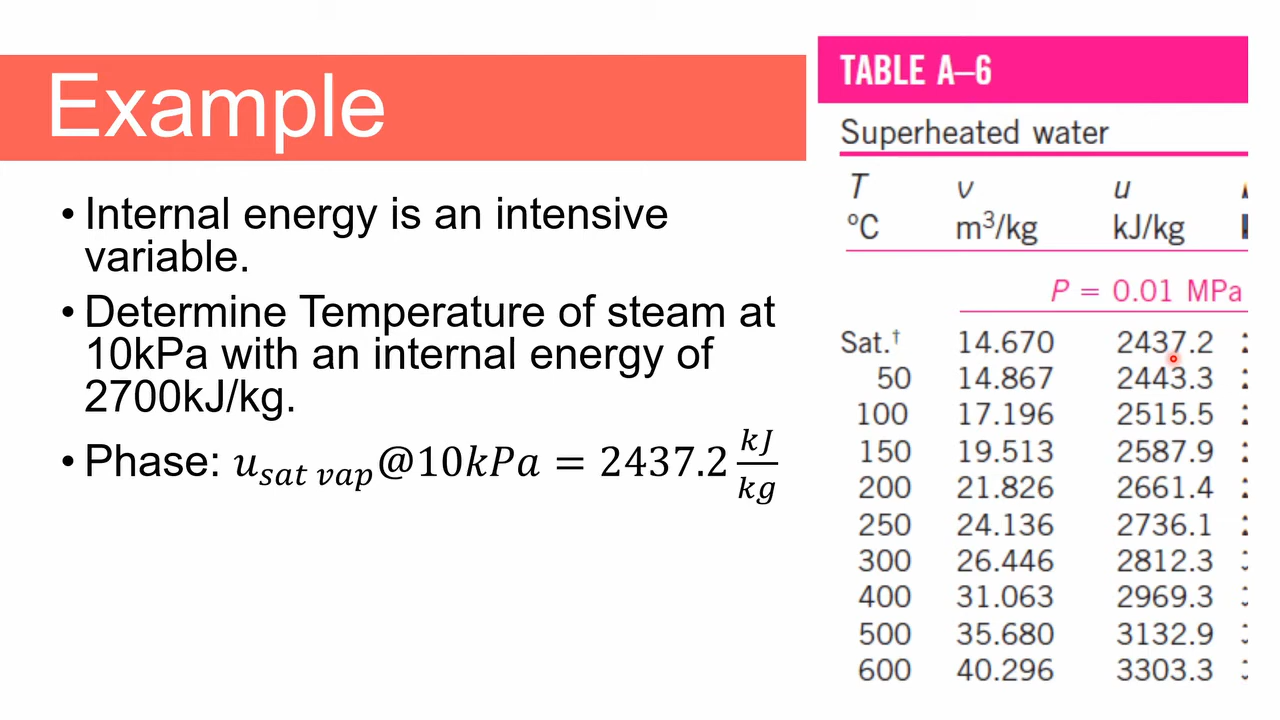 Example
• Internal energy is an intensive
variable.
• Determine Temperature of steam at
10kPa with an internal energy of
2700kJ/kg.
• Phase: u_sat vap@10kPa = 2437.2 kJ/kg
TABLE A–6
Superheated water
T v u
°C m³/kg kJ/kg
P = 0.01 MPa
Sat.† 14.670 2437.2
50 14.867 2443.3
100 17.196 2515.5
150 19.513 2587.9
200 21.826 2661.4
250 24.136 2736.1
300 26.446 2812.3
400 31.063 2969.3
500 35.680 3132.9
600 40.296 3303.3